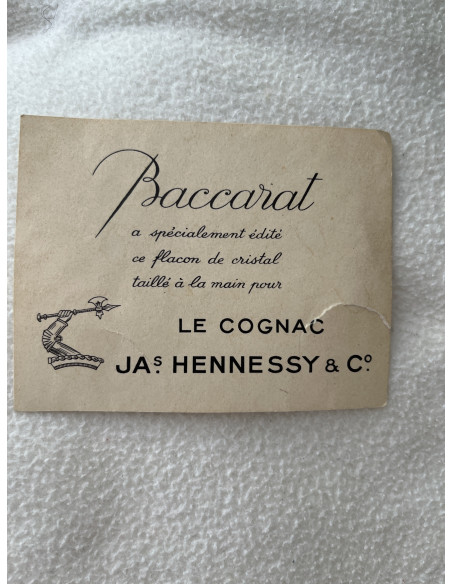 Baccarat
a spécialement édité
ce flacon de cristal
taillé à la main pour
LE COGNAC
JAS. HENNESSY & Cº.